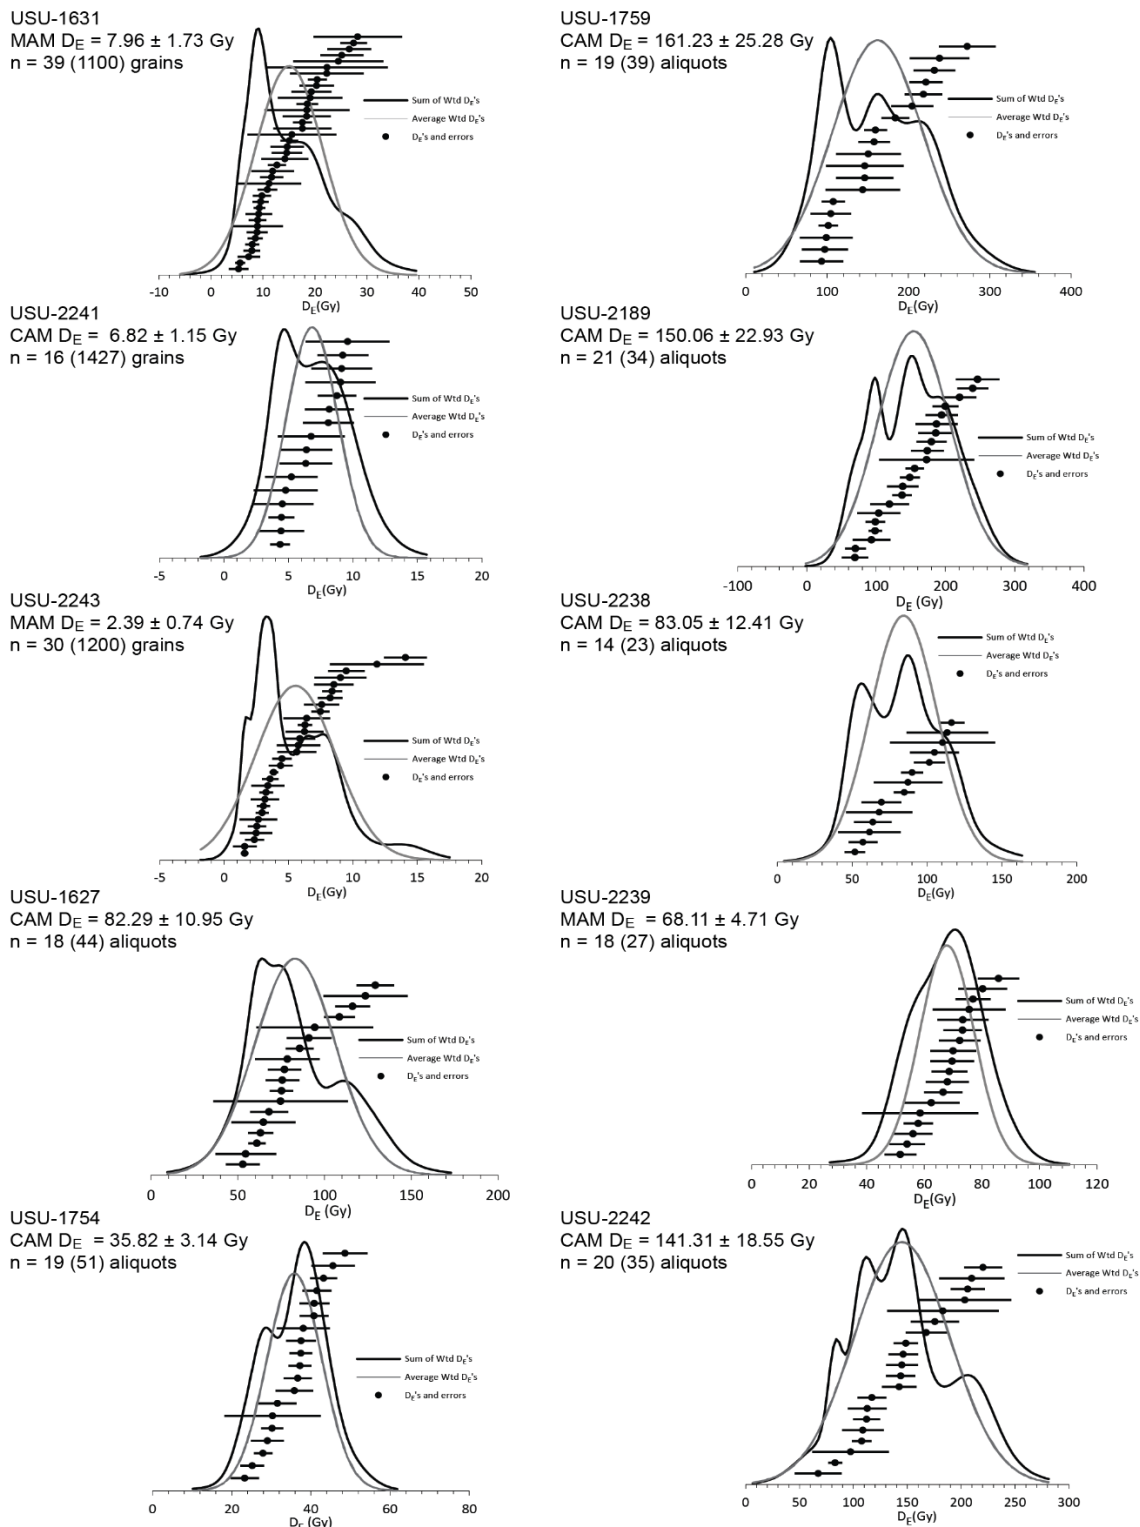 USU-1631
MAM DE = 7.96 ± 1.73 Gy
n = 39 (1100) grains
Sum of Wtd DE's
Average Wtd DE's
DE's and errors
-10 0 10 20 30 40 50
DE(Gy)
USU-1759
CAM DE = 161.23 ± 25.28 Gy
n = 19 (39) aliquots
Sum of Wtd DE's
Average Wtd DE's
DE's and errors
0 100 200 300 400
DE(Gy)
USU-2241
CAM DE = 6.82 ± 1.15 Gy
n = 16 (1427) grains
Sum of Wtd DE's
Average Wtd DE's
DE's and errors
-5 0 5 10 15 20
DE(Gy)
USU-2189
CAM DE = 150.06 ± 22.93 Gy
n = 21 (34) aliquots
Sum of Wtd DE's
Average Wtd DE's
DE's and errors
-100 0 100 200 300 400
DE (Gy)
USU-2243
MAM DE = 2.39 ± 0.74 Gy
n = 30 (1200) grains
Sum of Wtd DE's
Average Wtd DE's
DE's and errors
-5 0 5 10 15 20
DE(Gy)
USU-2238
CAM DE = 83.05 ± 12.41 Gy
n = 14 (23) aliquots
Sum of Wtd DE's
Average Wtd DE's
DE's and errors
0 50 100 150 200
DE(Gy)
USU-1627
CAM DE = 82.29 ± 10.95 Gy
n = 18 (44) aliquots
Sum of Wtd DE's
Average Wtd DE's
DE's and errors
0 50 100 150 200
DE (Gy)
USU-2239
MAM DE = 68.11 ± 4.71 Gy
n = 18 (27) aliquots
Sum of Wtd DE's
Average Wtd DE's
DE's and errors
0 20 40 60 80 100 120
DE(Gy)
USU-1754
CAM DE = 35.82 ± 3.14 Gy
n = 19 (51) aliquots
Sum of Wtd DE's
Average Wtd DE's
DE's and errors
0 20 40 60 80
DE (Gy)
USU-2242
CAM DE = 141.31 ± 18.55 Gy
n = 20 (35) aliquots
Sum of Wtd DE's
Average Wtd DE's
DE's and errors
0 50 100 150 200 250 300
DE(Gy)